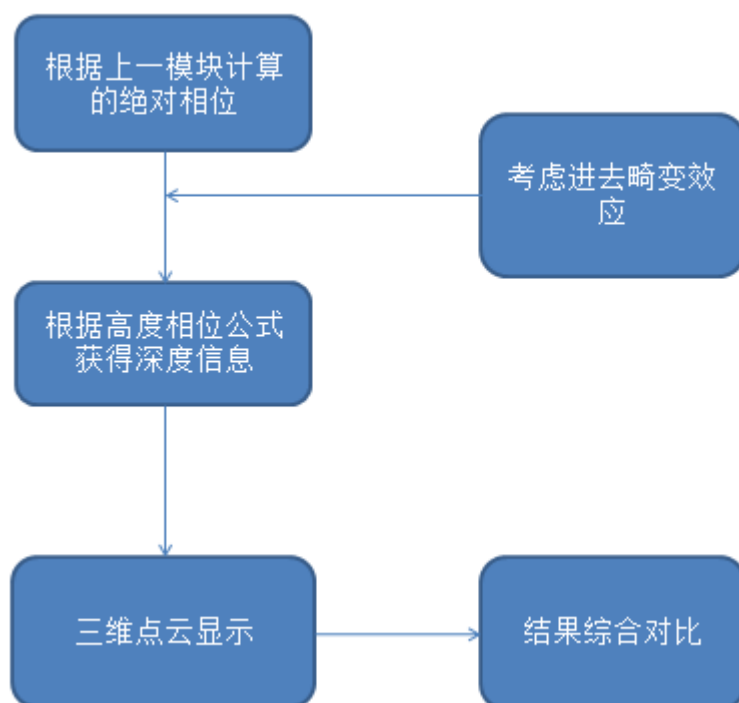 根据上一模块计算
的绝对相位
考虑进去畸变效
应
根据高度相位公式
获得深度信息
三维点云显示
结果综合对比